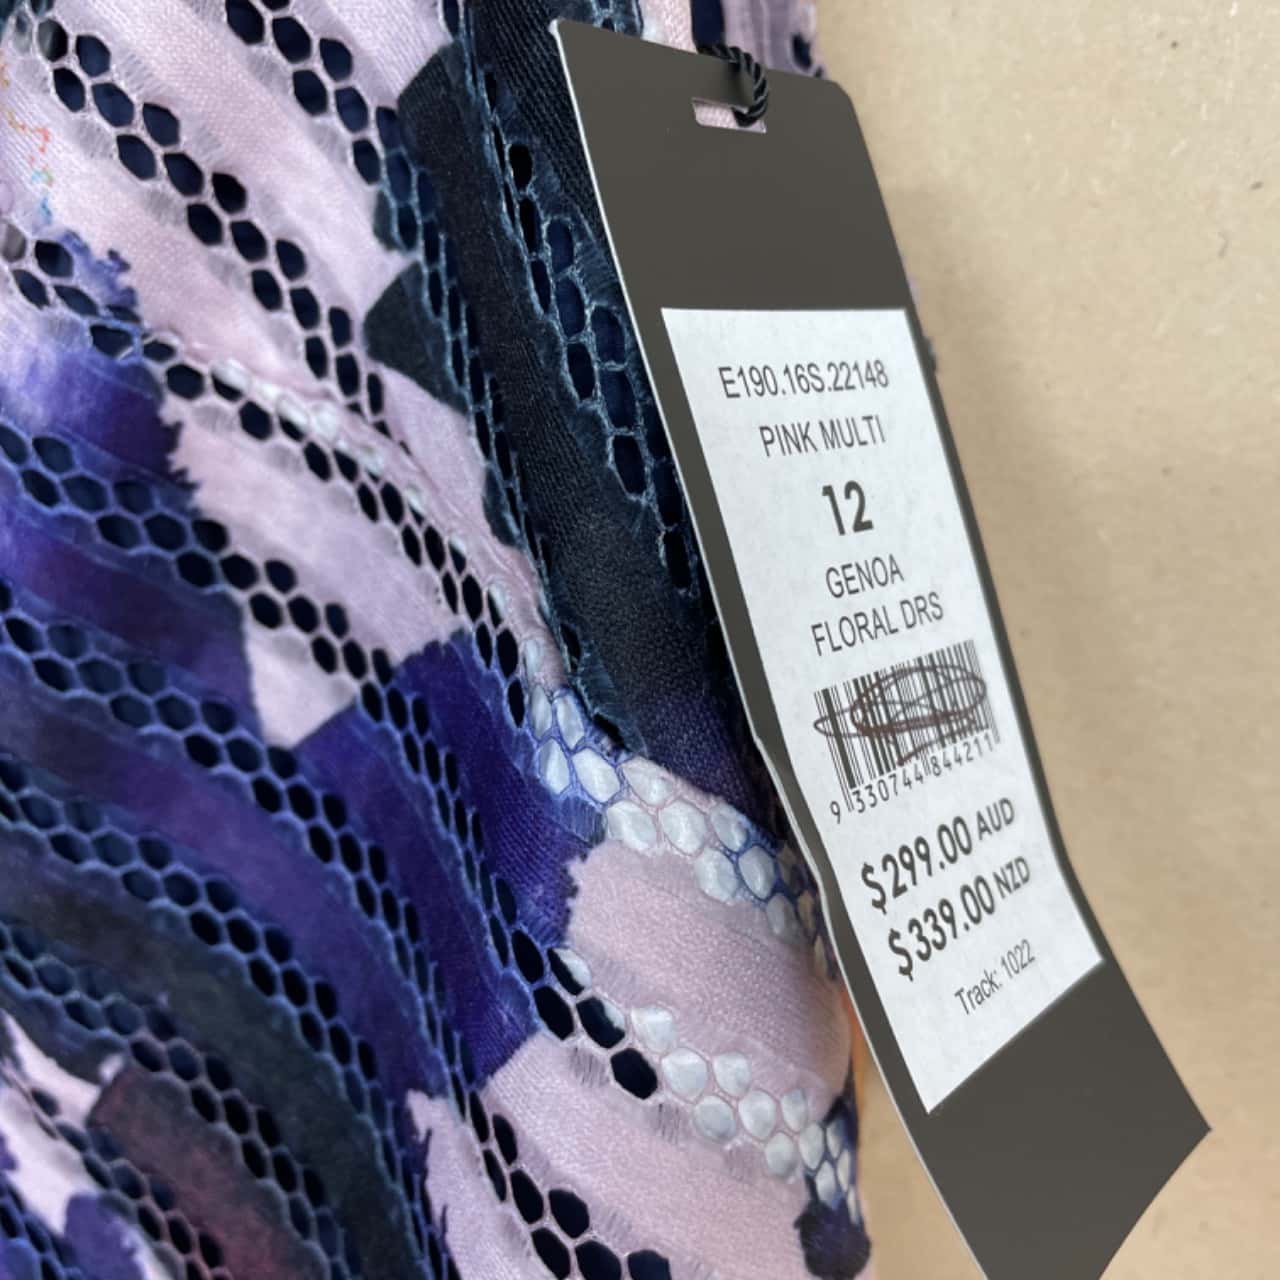 E190.16S.22148
PINK MULTI
12
GENOA
FLORAL DRS
9 330744 844211
$299.00 AUD
$339.00 NZD
Track: 1022